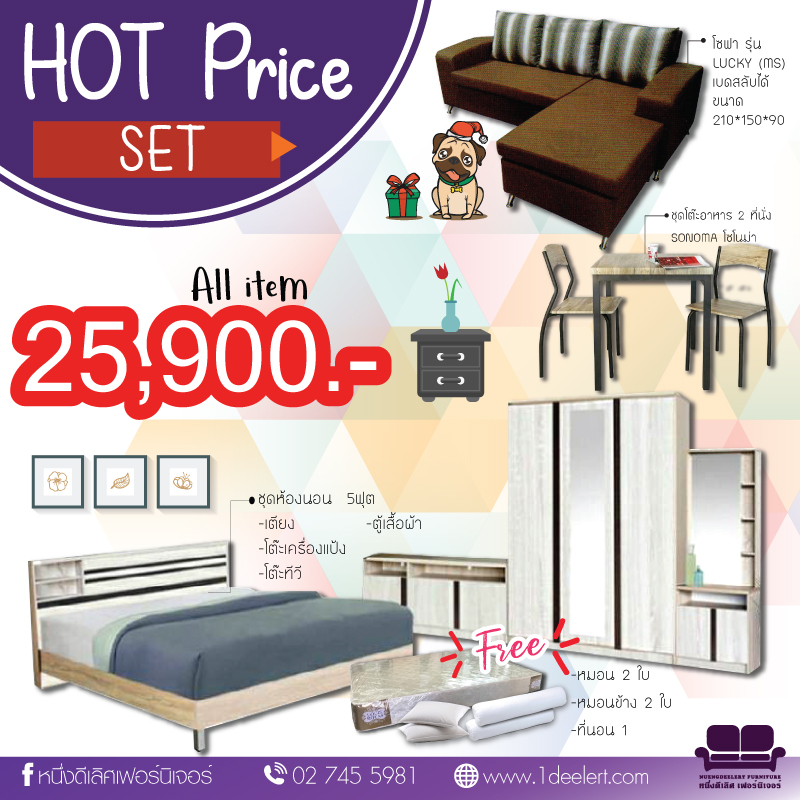 HOT Price
SET
โซฟา รุ่น
LUCKY (MS)
เบดสลับได้
ขนาด
210*150*90
ชุดโต๊ะอาหาร 2 ที่นั่ง
SONOMA โซโนม่า
All item
25,900.-
ชุดห้องนอน 5ฟุต
-เตียง -ตู้เสื้อผ้า
-โต๊ะเครื่องแป้ง
-โต๊ะทีวี
Free
-หมอน 2 ใบ
-หมอนข้าง 2 ใบ
-ที่นอน 1
หนึ่งดีเลิศเฟอร์นิเจอร์
02 745 5981
www.1deelert.com
NUENGDEELERT FURNITURE
หนึ่งดีเลิศ เฟอร์นิเจอร์